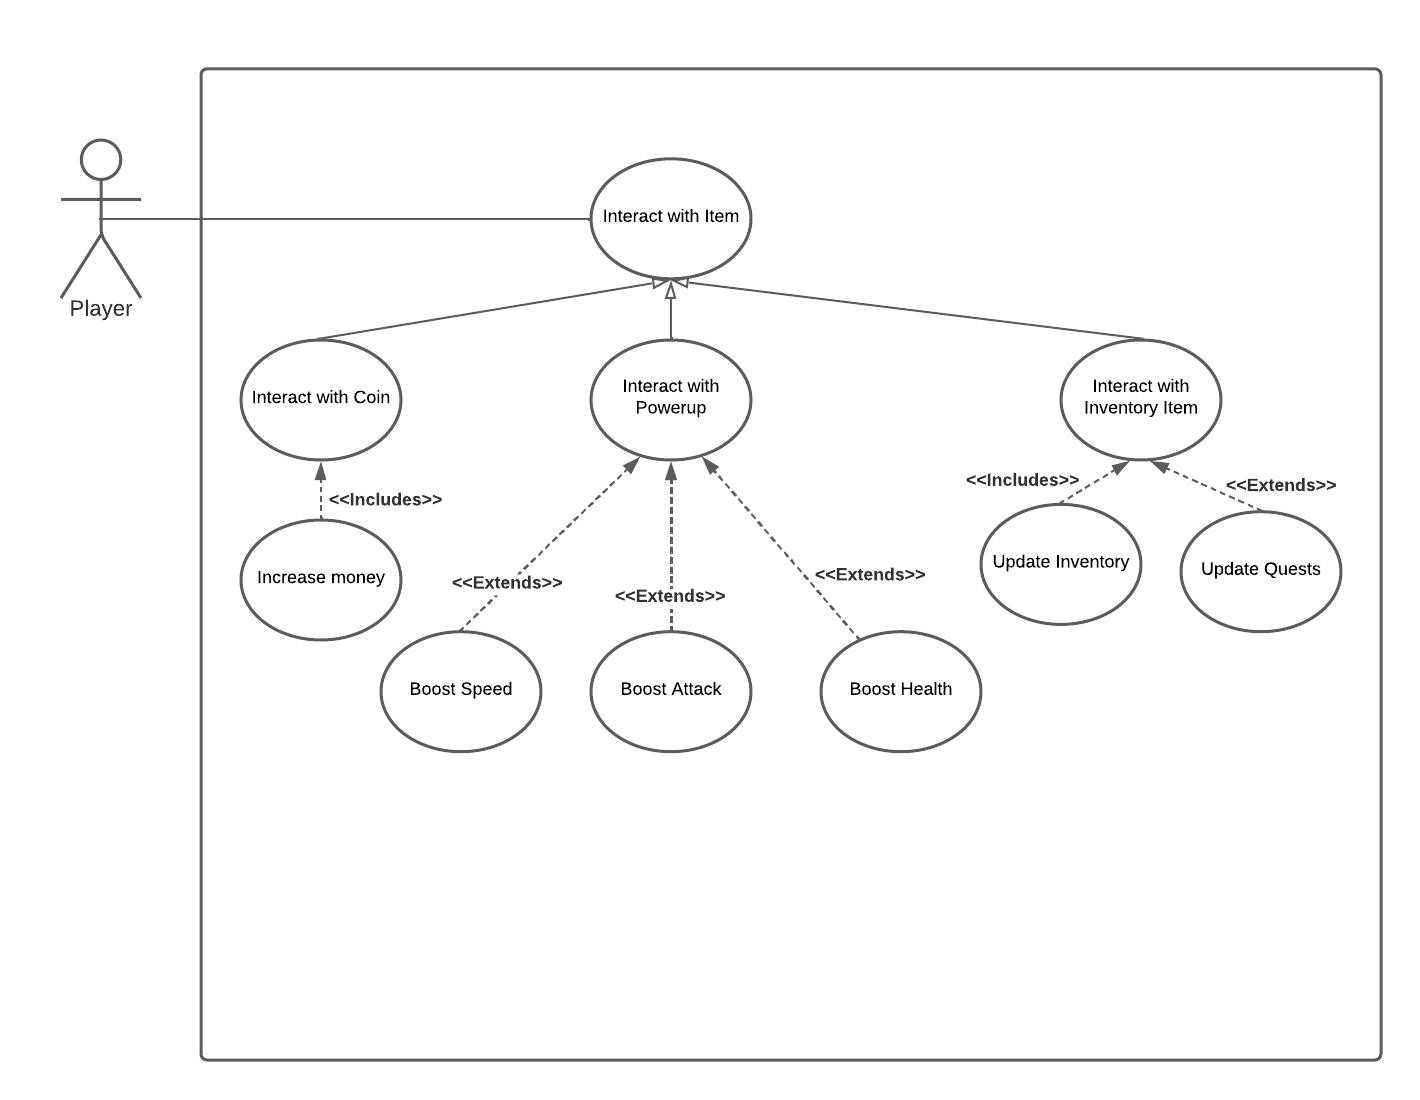 Interact with Item
Player
Interact with Coin
Interact with
Powerup
Interact with
Inventory Item
<<Includes>>
<<Extends>>
<<Includes>>
Update Inventory
Update Quests
Increase money
<<Extends>>
<<Extends>>
<<Extends>>
Boost Speed
Boost Attack
Boost Health